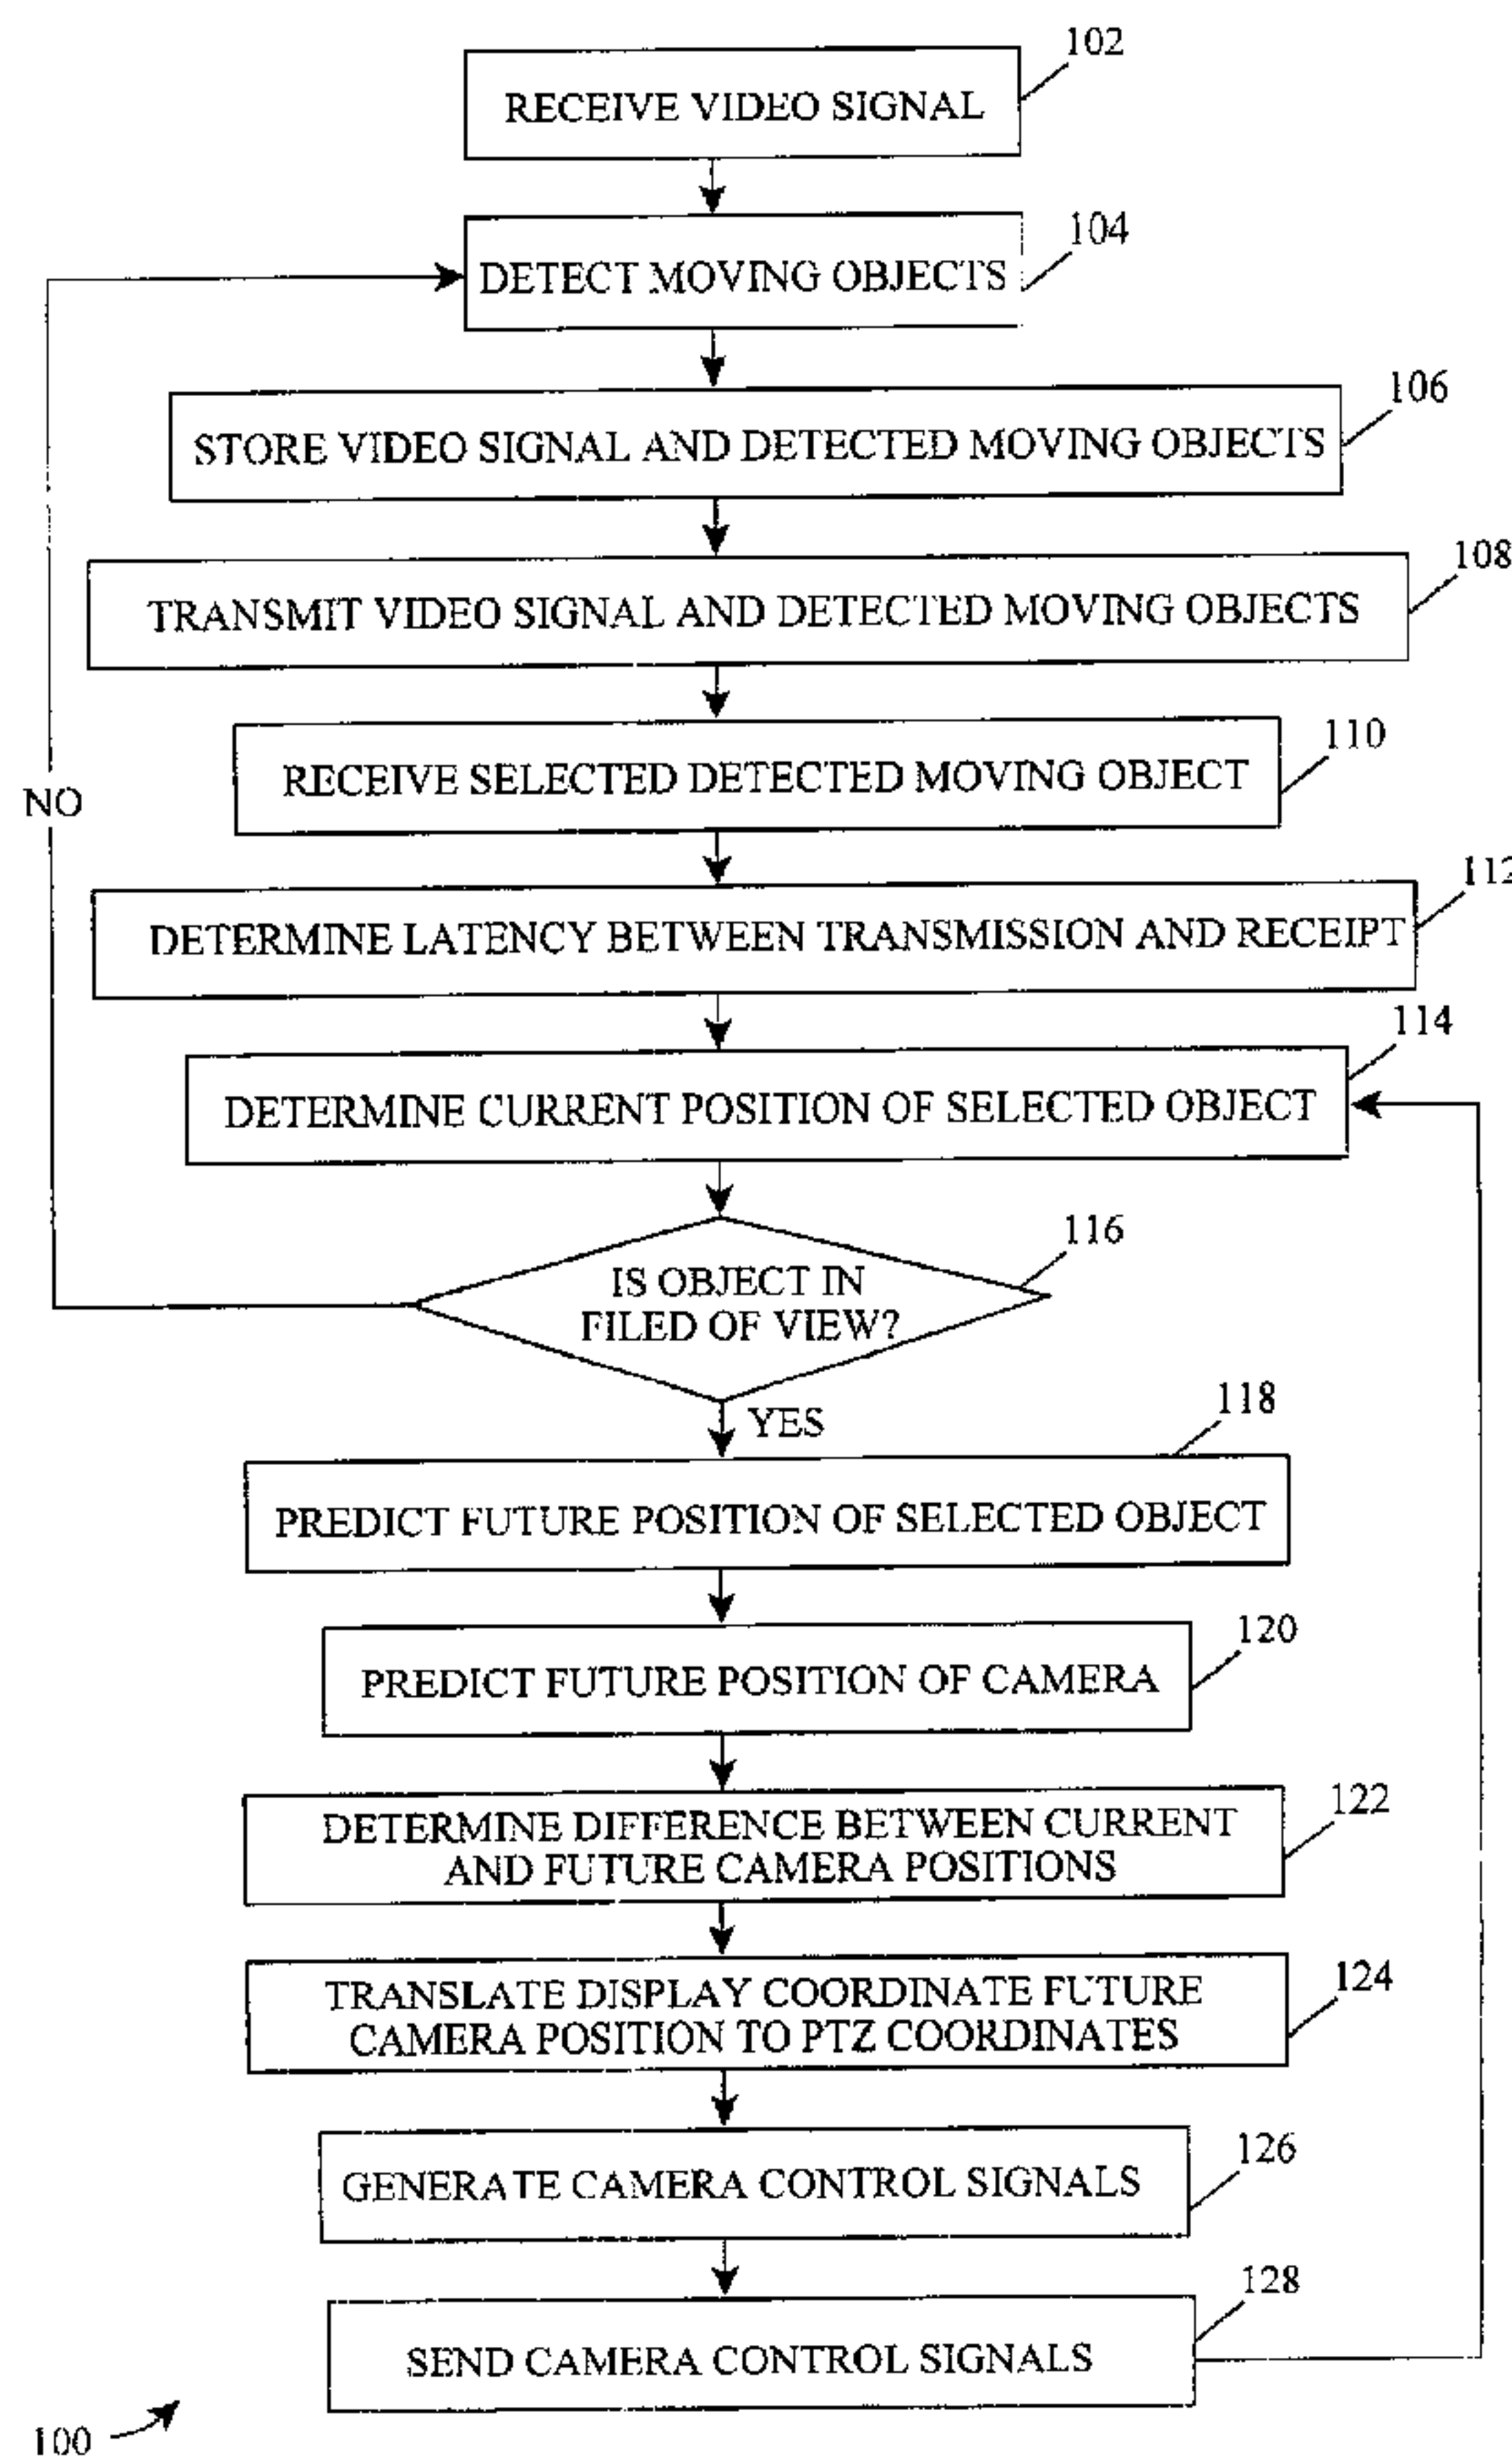 102
RECEIVE VIDEO SIGNAL
104
DETECT MOVING OBJECTS
106
STORE VIDEO SIGNAL AND DETECTED MOVING OBJECTS
108
TRANSMIT VIDEO SIGNAL AND DETECTED MOVING OBJECTS
110
RECEIVE SELECTED DETECTED MOVING OBJECT
NO
112
DETERMINE LATENCY BETWEEN TRANSMISSION AND RECEIPT
114
DETERMINE CURRENT POSITION OF SELECTED OBJECT
116
IS OBJECT IN
FILED OF VIEW?
YES
118
PREDICT FUTURE POSITION OF SELECTED OBJECT
120
PREDICT FUTURE POSITION OF CAMERA
122
DETERMINE DIFFERENCE BETWEEN CURRENT
AND FUTURE CAMERA POSITIONS
124
TRANSLATE DISPLAY COORDINATE FUTURE
CAMERA POSITION TO PTZ COORDINATES
126
GENERATE CAMERA CONTROL SIGNALS
128
SEND CAMERA CONTROL SIGNALS
100